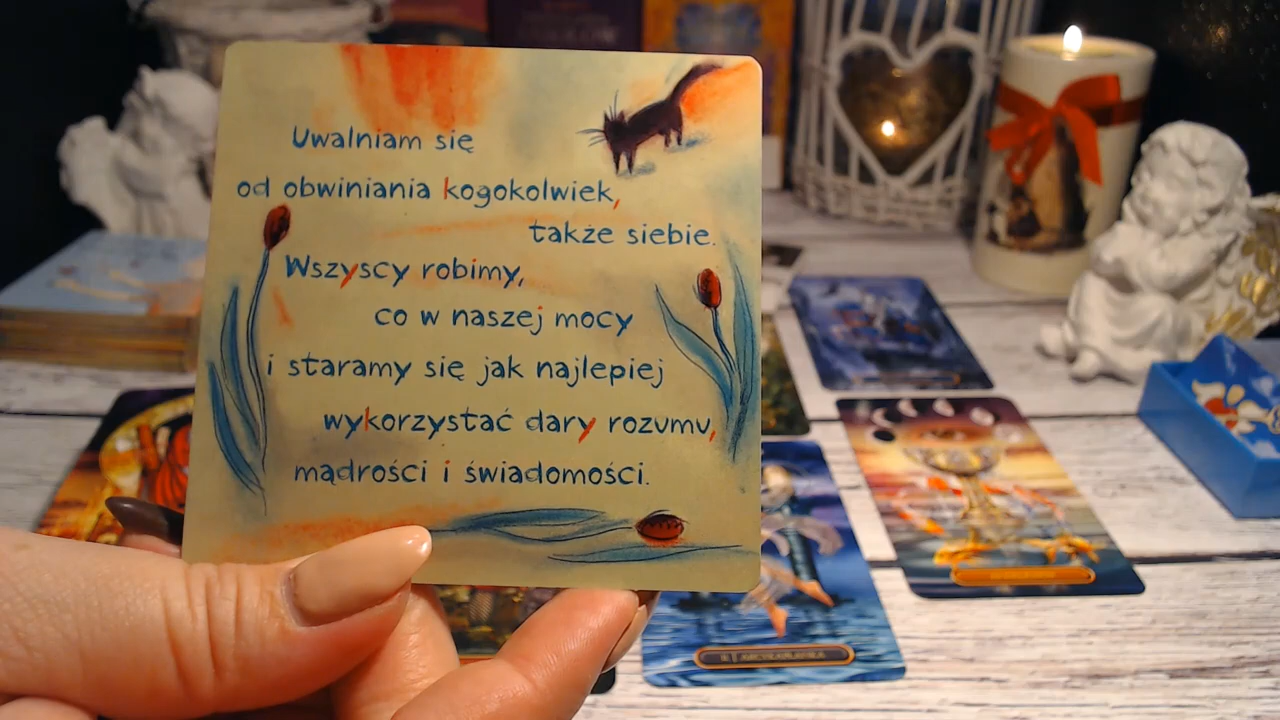 Uwalniam się
od obwiniania kogokolwiek,
także siebie.
Wszyscy robimy,
co w naszej mocy
i staramy się jak najlepiej
wykorzystać dary rozumu,
mądrości i świadomości.